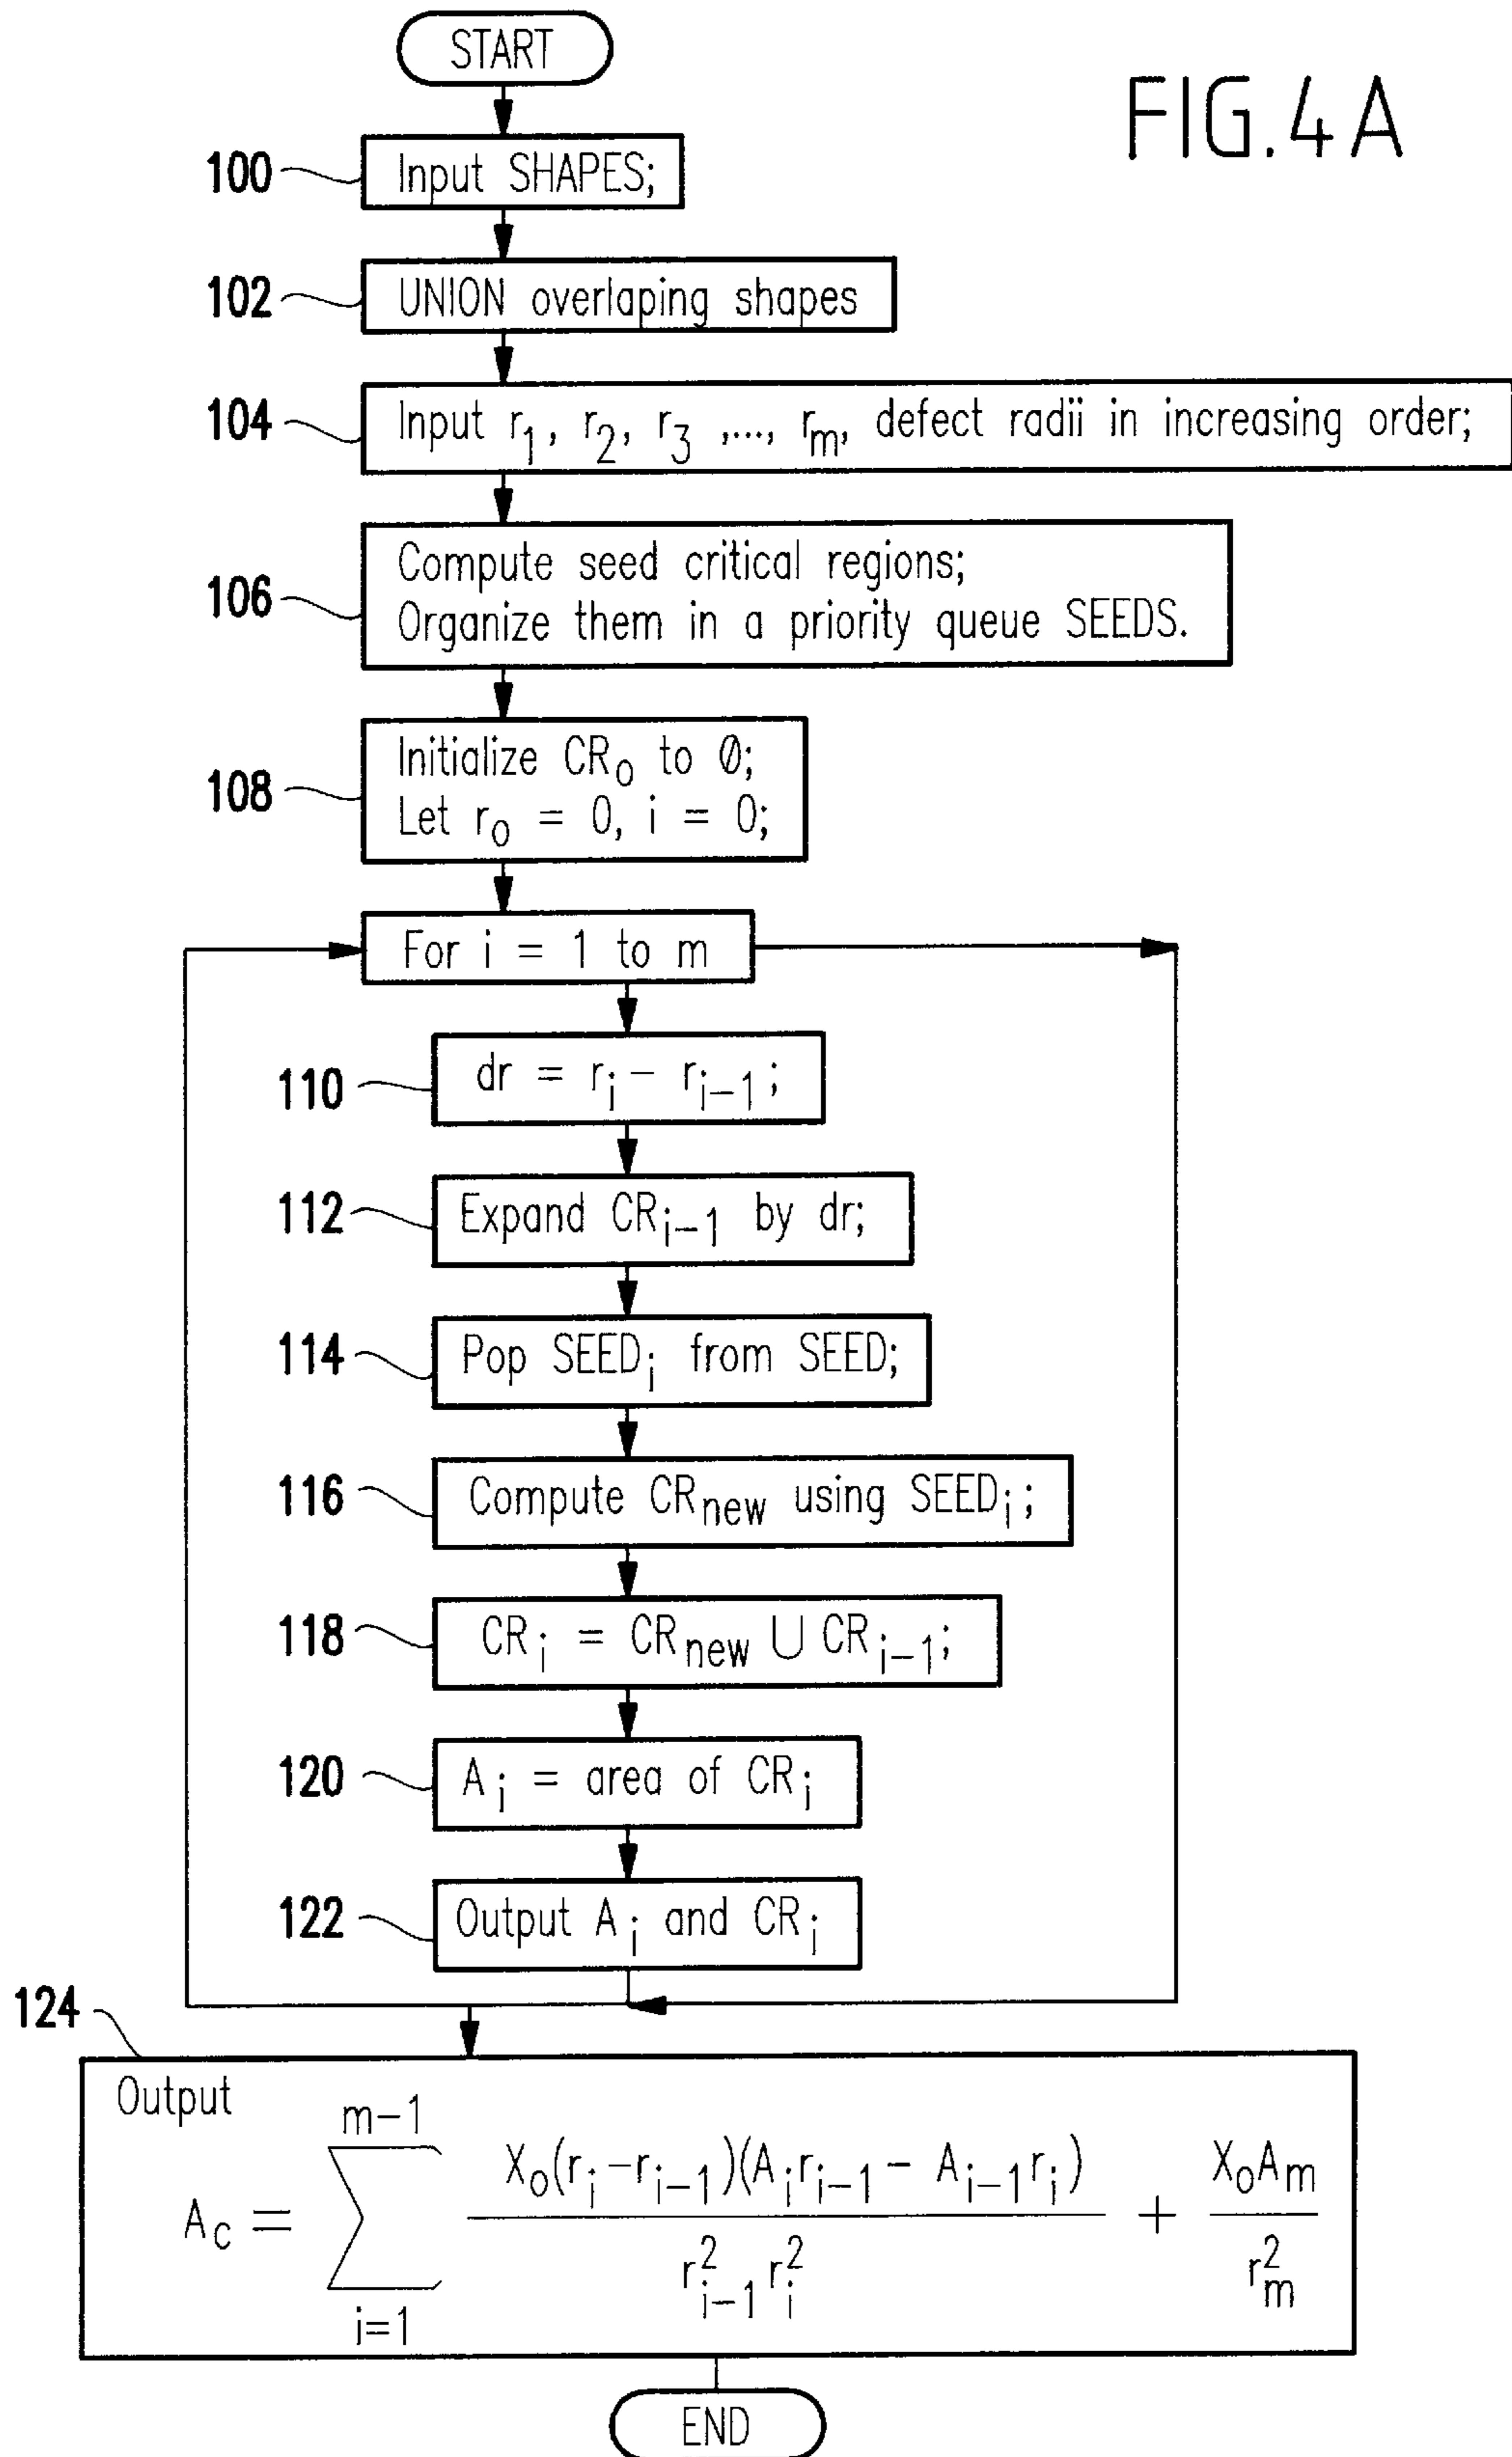 START
FIG.4A
100
Input SHAPES;
102
UNION overlaping shapes
104
Input r₁, r₂, r₃ ,..., rₘ, defect radii in increasing order;
106
Compute seed critical regions;
Organize them in a priority queue SEEDS.
108
Initialize CR₀ to Ø;
Let r₀ = 0, i = 0;
For i = 1 to m
110
dr = rᵢ − rᵢ₋₁ ;
112
Expand CRᵢ₋₁ by dr;
114
Pop SEEDᵢ from SEED;
116
Compute CR_new using SEEDᵢ ;
118
CRᵢ = CR_new ∪ CRᵢ₋₁;
120
Aᵢ = area of CRᵢ
122
Output Aᵢ and CRᵢ
124
Output
A_c = ∑_{i=1}^{m−1} X₀(rᵢ−rᵢ₋₁)(Aᵢrᵢ₋₁− Aᵢ₋₁rᵢ) / r²ᵢ₋₁r²ᵢ + X₀Aₘ / r²ₘ
END